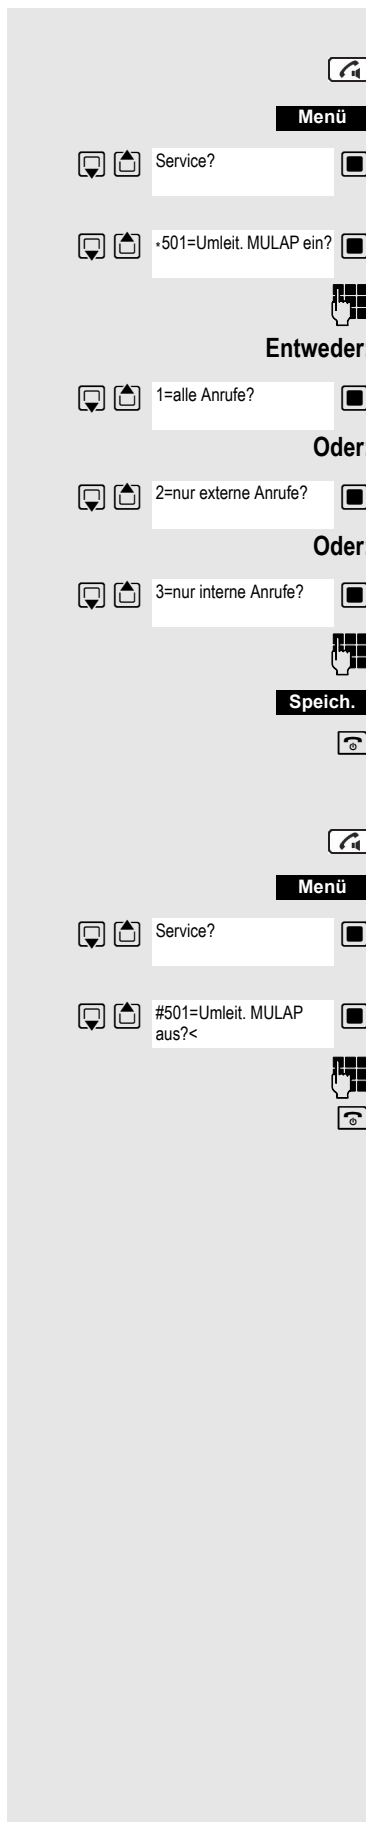 Menü
Service?
*501=Umleit. MULAP ein?
Entweder:
1=alle Anrufe?
Oder:
2=nur externe Anrufe?
Oder:
3=nur interne Anrufe?
Speich.
Menü
Service?
#501=Umleit. MULAP
aus?<